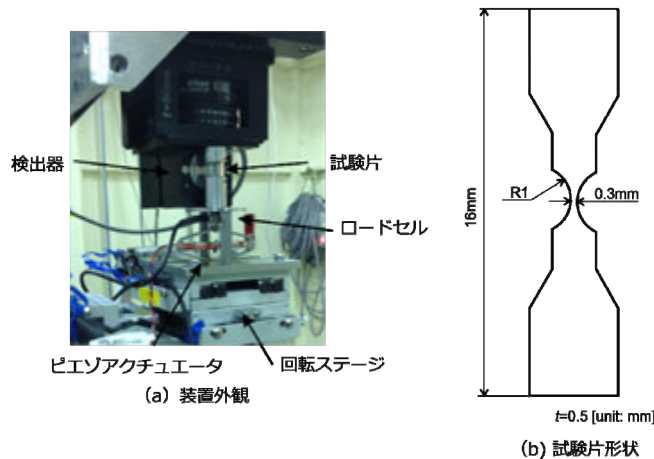 検出器
試験片
ロードセル
ピエゾアクチュエータ
回転ステージ
(a) 装置外観
16mm
R1
0.3mm
t=0.5 [unit: mm]
(b) 試験片形状